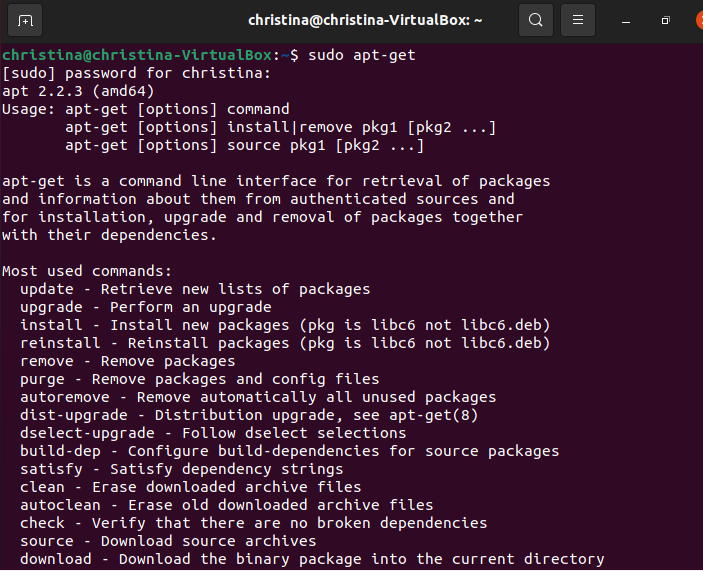 christina@christina-VirtualBox: ~
christina@christina-VirtualBox:~$ sudo apt-get
[sudo] password for christina:
apt 2.2.3 (amd64)
Usage: apt-get [options] command
       apt-get [options] install|remove pkg1 [pkg2 ...]
       apt-get [options] source pkg1 [pkg2 ...]

apt-get is a command line interface for retrieval of packages
and information about them from authenticated sources and
for installation, upgrade and removal of packages together
with their dependencies.

Most used commands:
  update - Retrieve new lists of packages
  upgrade - Perform an upgrade
  install - Install new packages (pkg is libc6 not libc6.deb)
  reinstall - Reinstall packages (pkg is libc6 not libc6.deb)
  remove - Remove packages
  purge - Remove packages and config files
  autoremove - Remove automatically all unused packages
  dist-upgrade - Distribution upgrade, see apt-get(8)
  dselect-upgrade - Follow dselect selections
  build-dep - Configure build-dependencies for source packages
  satisfy - Satisfy dependency strings
  clean - Erase downloaded archive files
  autoclean - Erase old downloaded archive files
  check - Verify that there are no broken dependencies
  source - Download source archives
  download - Download the binary package into the current directory